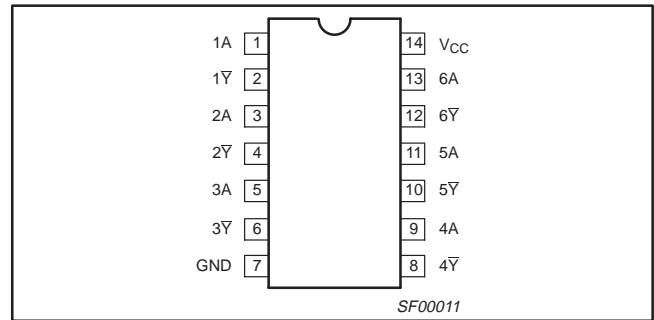 1A 1 14 VCC
1Y̅ 2 13 6A
2A 3 12 6Y̅
2Y̅ 4 11 5A
3A 5 10 5Y̅
3Y̅ 6 9 4A
GND 7 8 4Y̅
SF00011